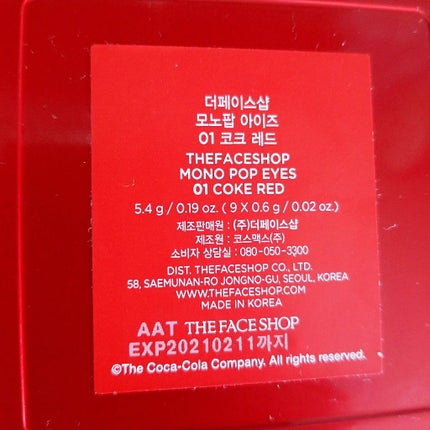 더페이스샵
모노팝 아이즈
01 코크 레드
THEFACESHOP
MONO POP EYES
01 COKE RED
5.4 g / 0.19 oz. ( 9 X 0.6 g / 0.02 oz.)
제조판매원 : (주)더페이스샵
제조원 : 코스맥스(주)
소비자 상담실 : 080-050-3300
DIST. THEFACESHOP CO., LTD.
58, SAEMUNAN-RO JONGNO-GU, SEOUL, KOREA
WWW.THEFACESHOP.COM
MADE IN KOREA
AAT THE FACE SHOP
EXP20210211까지
©The Coca-Cola Company. All rights reserved.